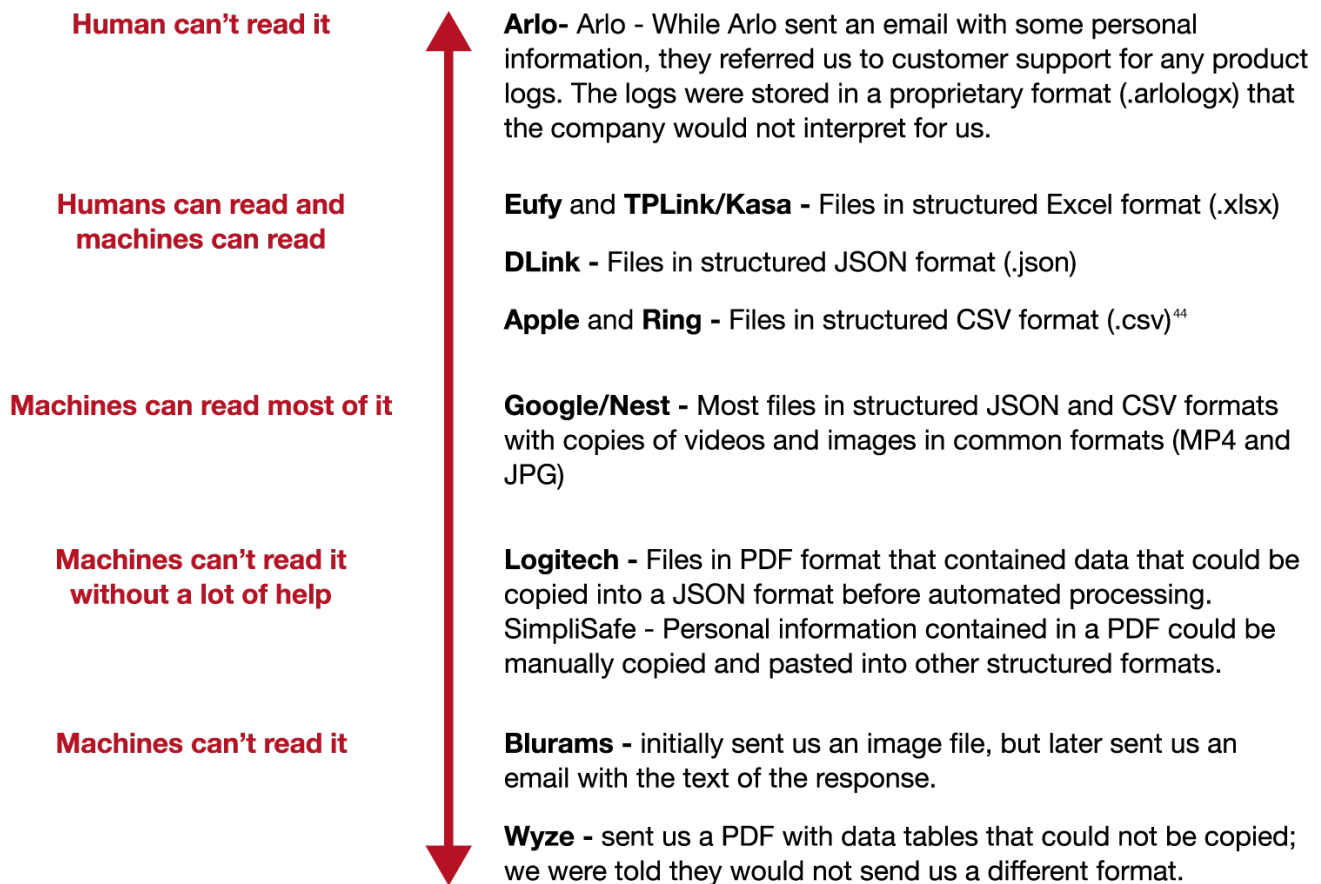 Human can’t read it
Arlo- Arlo - While Arlo sent an email with some personal
information, they referred us to customer support for any product
logs. The logs were stored in a proprietary format (.arlologx) that
the company would not interpret for us.
Humans can read and
machines can read
Eufy and TPLink/Kasa - Files in structured Excel format (.xlsx)
DLink - Files in structured JSON format (.json)
Apple and Ring - Files in structured CSV format (.csv)44
Machines can read most of it
Google/Nest - Most files in structured JSON and CSV formats
with copies of videos and images in common formats (MP4 and
JPG)
Machines can’t read it
without a lot of help
Logitech - Files in PDF format that contained data that could be
copied into a JSON format before automated processing.
SimpliSafe - Personal information contained in a PDF could be
manually copied and pasted into other structured formats.
Machines can’t read it
Blurams - initially sent us an image file, but later sent us an
email with the text of the response.
Wyze - sent us a PDF with data tables that could not be copied;
we were told they would not send us a different format.